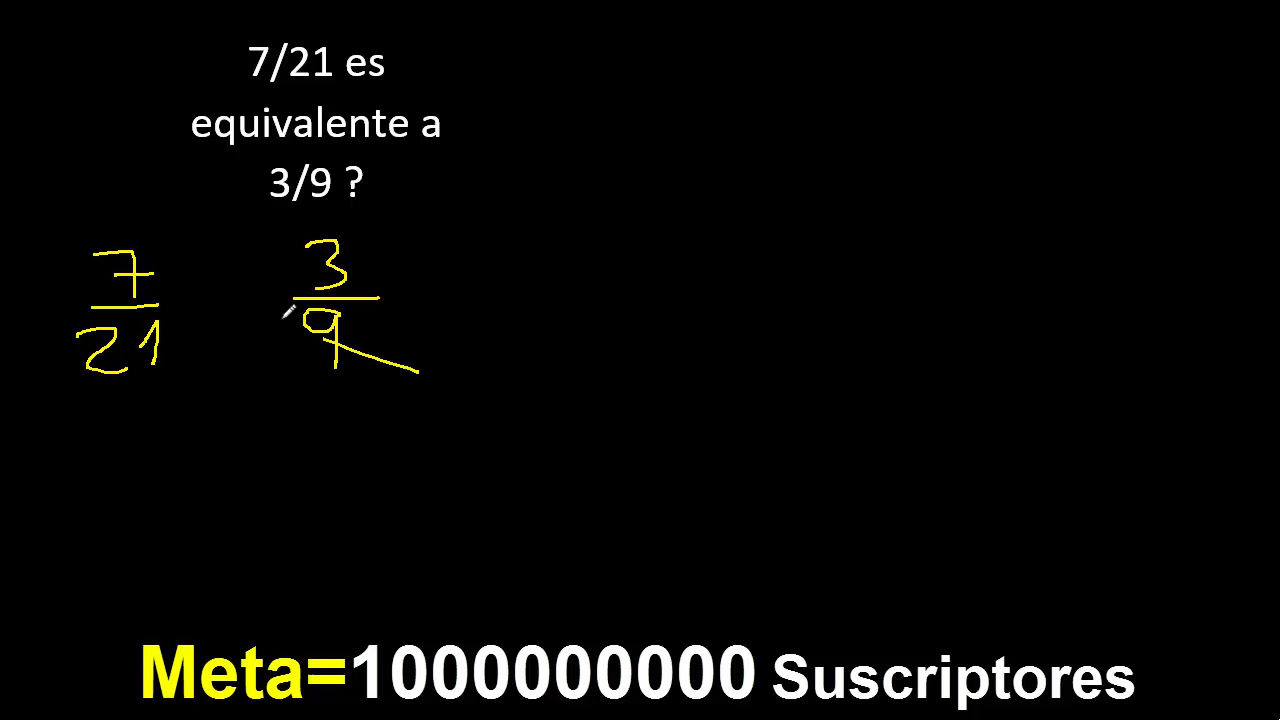 7/21 es
equivalente a
3/9 ?
7 3
21 9
Meta=1000000000 Suscriptores